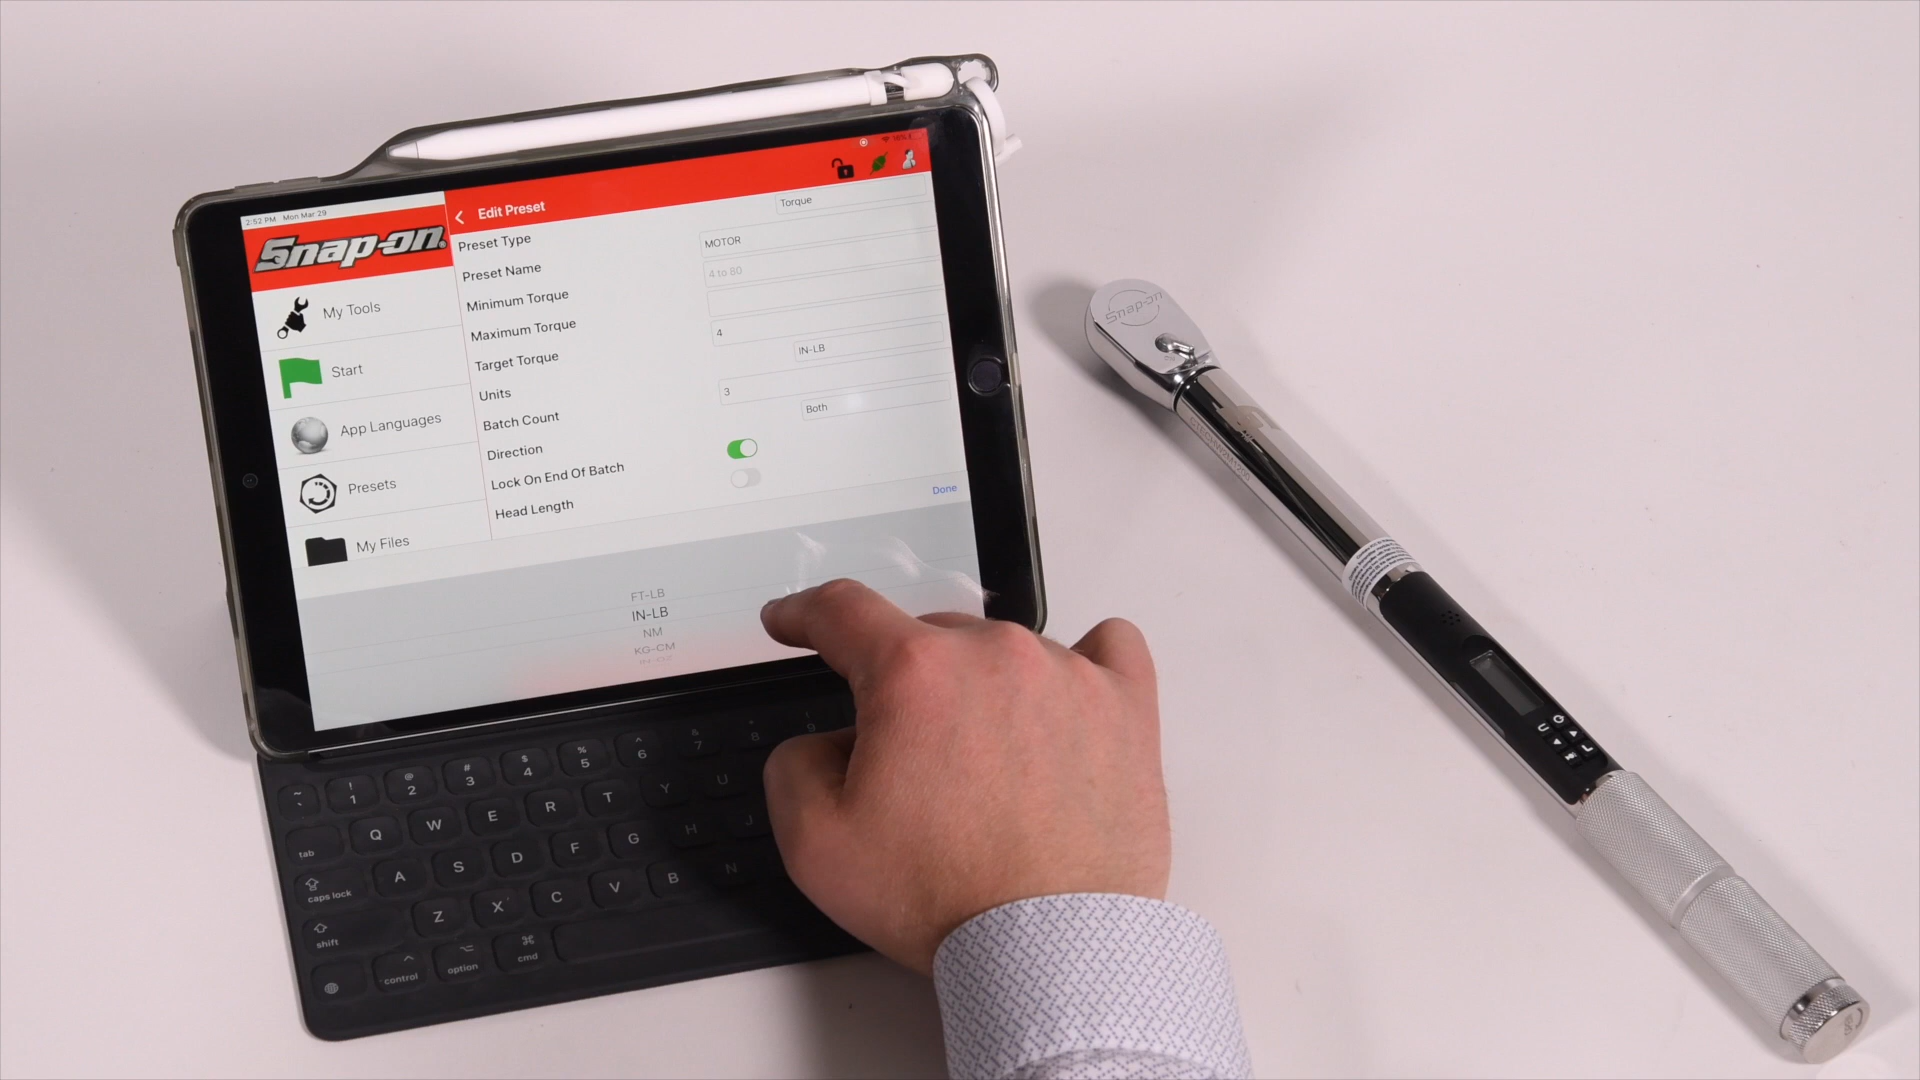 2:52 PM Mon Mar 29
Snap-on®
My Tools
Start
App Languages
Presets
My Files
Edit Preset
Torque
Preset Type
MOTOR
Preset Name
4 to 80
Minimum Torque
Maximum Torque
4
Target Torque
IN-LB
Units
3
Batch Count
Both
Direction
Lock On End Of Batch
Head Length
Done
FT-LB
IN-LB
NM
KG-CM
~ ! @ # $ % ^ & *
` 1 2 3 4 5 6 7 8 9
tab Q W E R T Y U
caps lock A S D F G H J
shift Z X C V B N
control option cmd
Snap-on